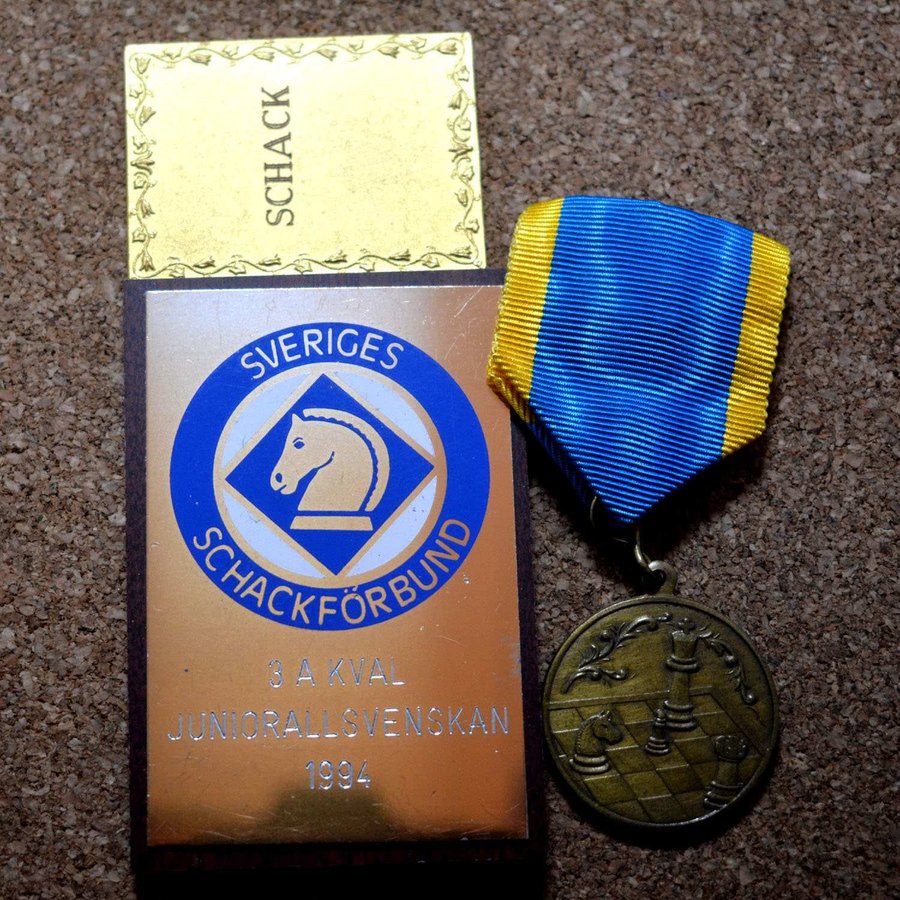 SCHACK
SVERIGES
SCHACKFÖRBUND
3 A KVAL
JUNIORALLSVENSKAN
1994